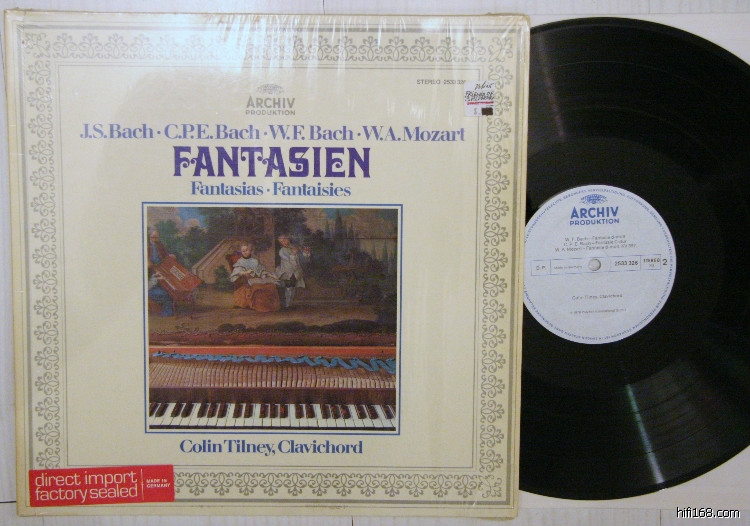 STEREO 2533 326
ARCHIV
PRODUKTION
J.S.Bach · C.P.E.Bach · W.F.Bach · W.A.Mozart
FANTASIEN
Fantasias · Fantaisies
Colin Tilney, Clavichord
direct import
factory sealed
MADE IN
GERMANY
ARCHIV
PRODUKTION
2533 326
STEREO
2
Colin Tilney, Clavichord
hifi168.com